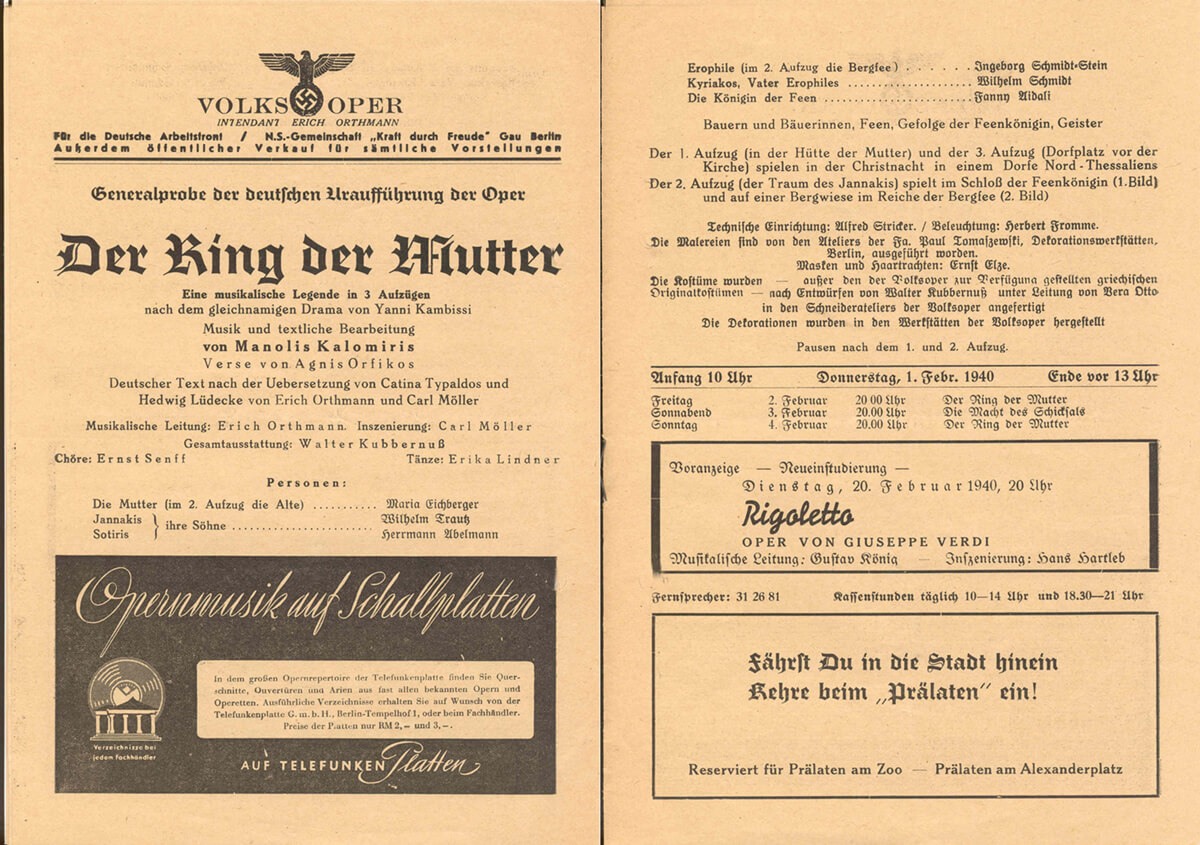 VOLKS OPER
INTENDANT ERICH ORTHMANN
Für die Deutsche Arbeitsfront / N.S.-Gemeinschaft „Kraft durch Freude“ Gau Berlin
Außerdem öffentlicher Verkauf für sämtliche Vorstellungen
Generalprobe der deutschen Uraufführung der Oper
Der Ring der Mutter
Eine musikalische Legende in 3 Aufzügen
nach dem gleichnamigen Drama von Yanni Kambissi
Musik und textliche Bearbeitung
von Manolis Kalomiris
Verse von Agnis Orfikos
Deutscher Text nach der Uebersetzung von Catina Typaldos und
Hedwig Lüdecke von Erich Orthmann und Carl Möller
Musikalische Leitung: Erich Orthmann. Inszenierung: Carl Möller
Gesamtausstattung: Walter Kubbernuß
Chöre: Ernst Senff Tänze: Erika Lindner
Personen:
Die Mutter (im 2. Aufzug die Alte) .......... Maria Eichberger
Jannakis } ihre Söhne .................... Wilhelm Trautz
Sotiris Herrmann Abelmann
Opernmusik auf Schallplatten
In dem großen Opernrepertoire der Telefunkenplatte finden Sie Quer-
schnitte, Ouvertüren und Arien aus fast allen bekannten Opern und
Operetten. Ausführliche Verzeichnisse erhalten Sie auf Wunsch von der
Telefunkenplatte G. m. b. H., Berlin-Tempelhof 1, oder beim Fachhändler.
Preise der Platten nur RM 2,– und 3,–.
Verzeichnisse bei
jedem Fachhändler
AUF TELEFUNKEN Platten
Erophile (im 2. Aufzug die Bergfee) . . . . . . Ingeborg Schmidt-Stein
Kyriakos, Vater Erophiles .................. Wilhelm Schmidt
Die Königin der Feen ..................... Fanny Aidali
Bauern und Bäuerinnen, Feen, Gefolge der Feenkönigin, Geister
Der 1. Aufzug (in der Hütte der Mutter) und der 3. Aufzug (Dorfplatz vor der
Kirche) spielen in der Christnacht in einem Dorfe Nord-Thessaliens
Der 2. Aufzug (der Traum des Jannakis) spielt im Schloß der Feenkönigin (1.Bild)
und auf einer Bergwiese im Reiche der Bergfee (2. Bild)
Technische Einrichtung: Alfred Stricker. / Beleuchtung: Herbert Fromme.
Die Malereien sind von den Ateliers der Fa. Paul Tomaszewski, Dekorationswerkstätten,
Berlin, ausgeführt worden.
Masken und Haartrachten: Ernst Elze.
Die Kostüme wurden — außer den der Volksoper zur Verfügung gestellten griechischen
Originalkostümen — nach Entwürfen von Walter Kubbernuß unter Leitung von Vera Otto
in den Schneiderateliers der Volksoper angefertigt
Die Dekorationen wurden in den Werkstätten der Volksoper hergestellt
Pausen nach dem 1. und 2. Aufzug.
Anfang 10 Uhr Donnerstag, 1. Febr. 1940 Ende vor 13 Uhr
Freitag 2. Februar 20 00 Uhr Der Ring der Mutter
Sonnabend 3. Februar 20.00 Uhr Die Macht des Schicksals
Sonntag 4. Februar 20.00 Uhr Der Ring der Mutter
Voranzeige — Neueinstudierung —
Dienstag, 20. Februar 1940, 20 Uhr
Rigoletto
OPER VON GIUSEPPE VERDI
Musikalische Leitung: Gustav König — Inszenierung: Hans Hartleb
Fernsprecher: 31 26 81 Kassenstunden täglich 10—14 Uhr und 18.30—21 Uhr
Fährst Du in die Stadt hinein
Kehre beim „Prälaten“ ein!
Reserviert für Prälaten am Zoo — Prälaten am Alexanderplatz